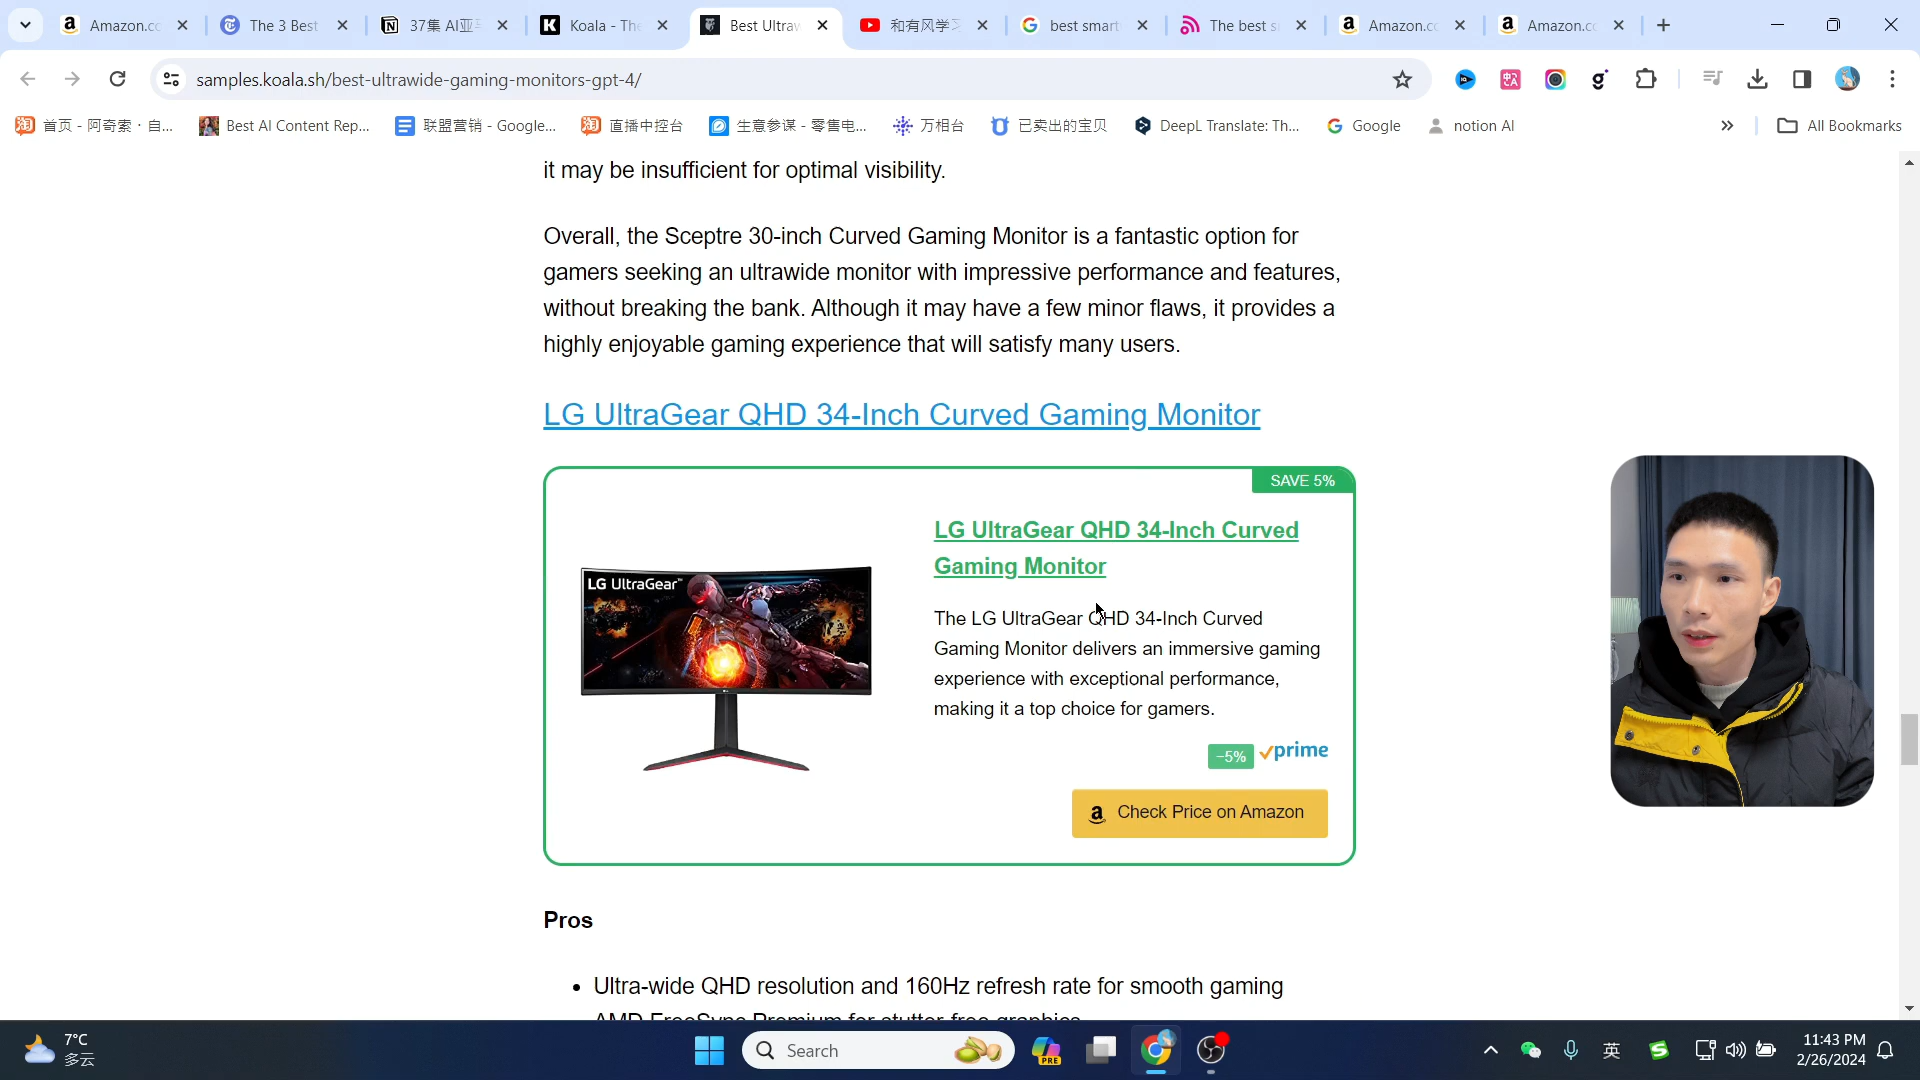 Amazon.cc
The 3 Best
37集 AI亚
Koala - The
Best Ultraw
和有风学习
best smart
The best s
Amazon.cc
Amazon.cc
samples.koala.sh/best-ultrawide-gaming-monitors-gpt-4/
首页 - 阿奇索 · 自...
Best AI Content Rep...
联盟营销 - Google...
直播中控台
生意参谋 - 零售电...
万相台
已卖出的宝贝
DeepL Translate: Th...
Google
notion AI
All Bookmarks
it may be insufficient for optimal visibility.
Overall, the Sceptre 30-inch Curved Gaming Monitor is a fantastic option for
gamers seeking an ultrawide monitor with impressive performance and features,
without breaking the bank. Although it may have a few minor flaws, it provides a
highly enjoyable gaming experience that will satisfy many users.
LG UltraGear QHD 34-Inch Curved Gaming Monitor
SAVE 5%
LG UltraGear QHD 34-Inch Curved
Gaming Monitor
LG UltraGear™
The LG UltraGear QHD 34-Inch Curved
Gaming Monitor delivers an immersive gaming
experience with exceptional performance,
making it a top choice for gamers.
−5% prime
Check Price on Amazon
Pros
• Ultra-wide QHD resolution and 160Hz refresh rate for smooth gaming
AMD FreeSync Premium for stutter-free graphics
7°C
多云
Search
PRE
英
11:43 PM
2/26/2024